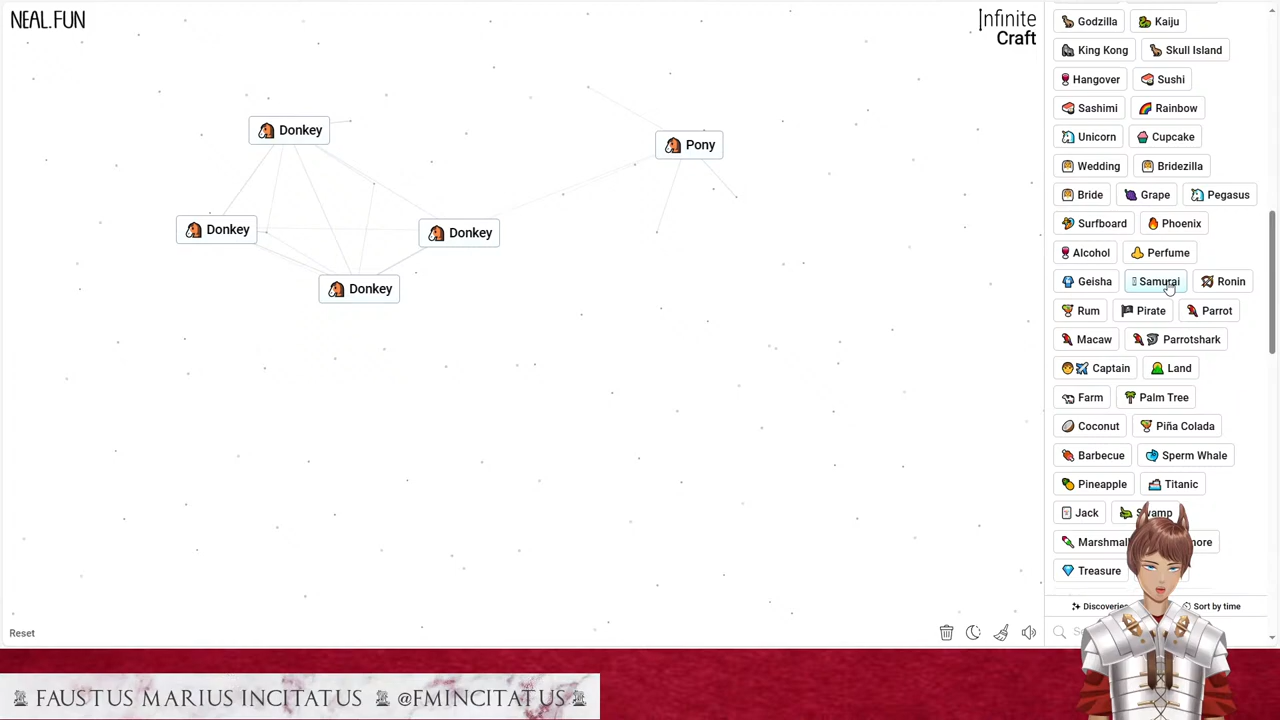 NEAL.FUN
Infinite
Craft
Donkey
Pony
Donkey
Donkey
Donkey
Godzilla
Kaiju
King Kong
Skull Island
Hangover
Sushi
Sashimi
Rainbow
Unicorn
Cupcake
Wedding
Bridezilla
Bride
Grape
Pegasus
Surfboard
Phoenix
Alcohol
Perfume
Geisha
Samurai
Ronin
Rum
Pirate
Parrot
Macaw
Parrotshark
Captain
Land
Farm
Palm Tree
Coconut
Piña Colada
Barbecue
Sperm Whale
Pineapple
Titanic
Jack
Swamp
Treasure
Sort by time
Reset
FAUSTUS MARIUS INCITATUS @FMINCITATUS